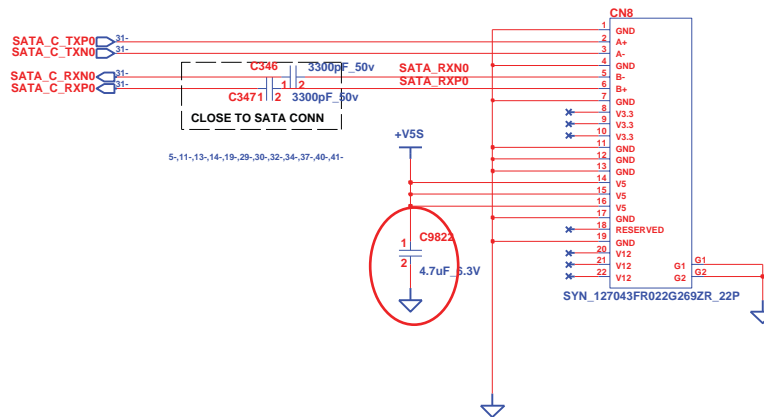 CN8
1 GND
SATA_C_TXP0 31- 2 A+
SATA_C_TXN0 31- 3 A-
4 GND
SATA_C_RXN0 31- C346 3300pF_50v SATA_RXN0 5 B-
SATA_C_RXP0 31- 1 2 SATA_RXP0 6 B+
C347 1 2 3300pF_50v
7 GND
CLOSE TO SATA CONN
8 V3.3
9 V3.3
10 V3.3
+V5S
11 GND
5-,11-,13-,14-,19-,29-,30-,32-,34-,37-,40-,41-
12 GND
13 GND
14 V5
15 V5
16 V5
17 GND
18 RESERVED
C9822
1
19 GND
20 V12
2
4.7uF_6.3V
21 V12 G1 G1
22 V12 G2 G2
SYN_127043FR022G269ZR_22P